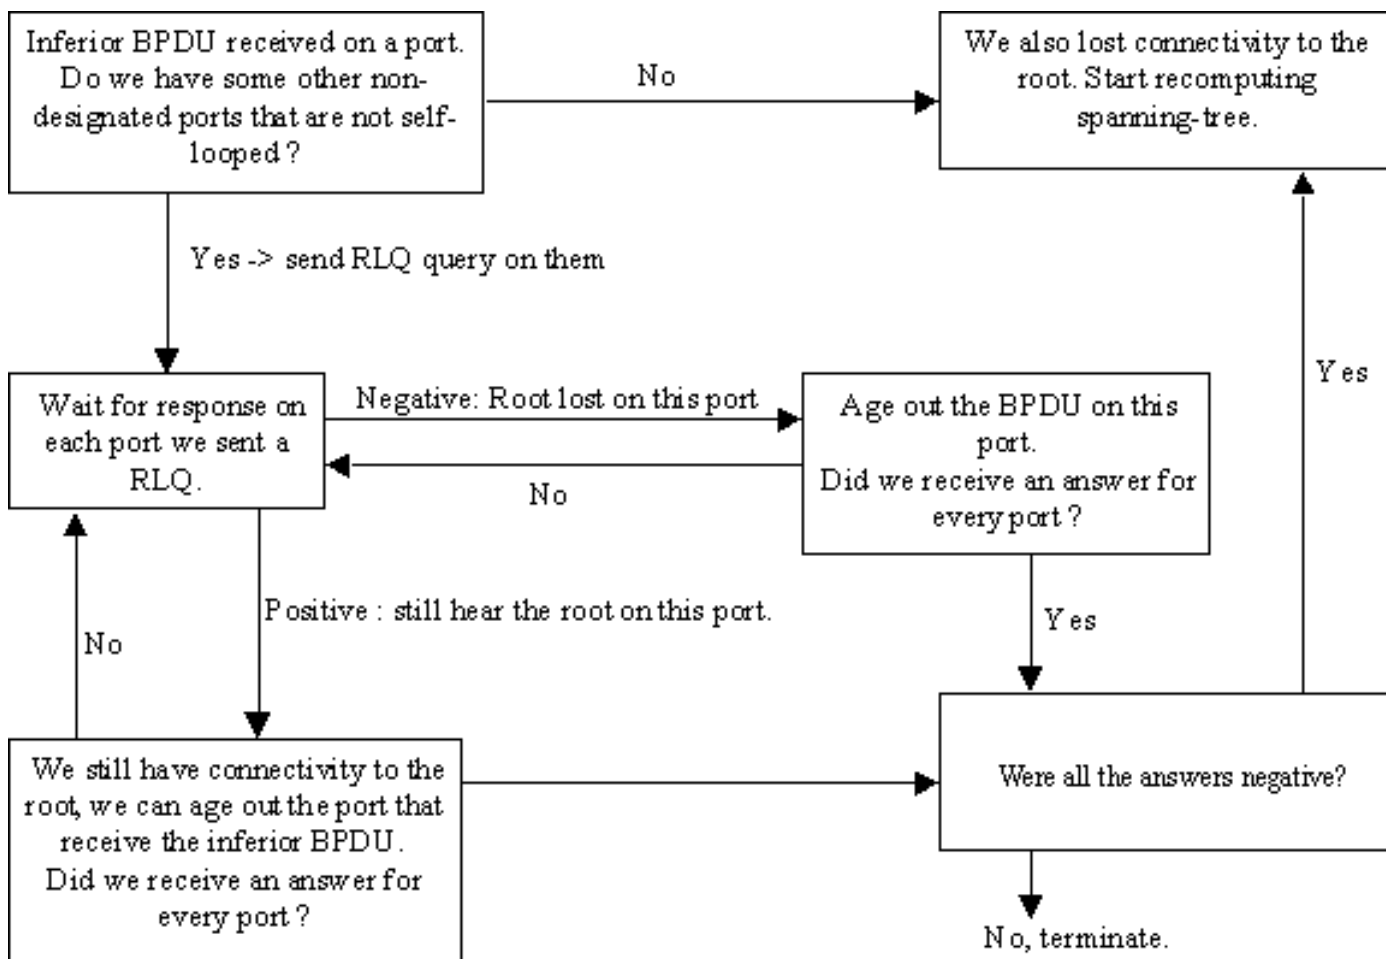 Inferior BPDU received on a port.
Do we have some other non-
designated ports that are not self-
looped ?
No
We also lost connectivity to the
root. Start recomputing
spanning-tree.
Yes -> send RLQ query on them
Yes
Wait for response on
each port we sent a
RLQ.
Negative: Root lost on this port
No
Age out the BPDU on this
port.
Did we receive an answer for
every port ?
No
Positive : still hear the root on this port.
Yes
We still have connectivity to the
root, we can age out the port that
receive the inferior BPDU.
Did we receive an answer for
every port ?
Were all the answers negative?
No, terminate.